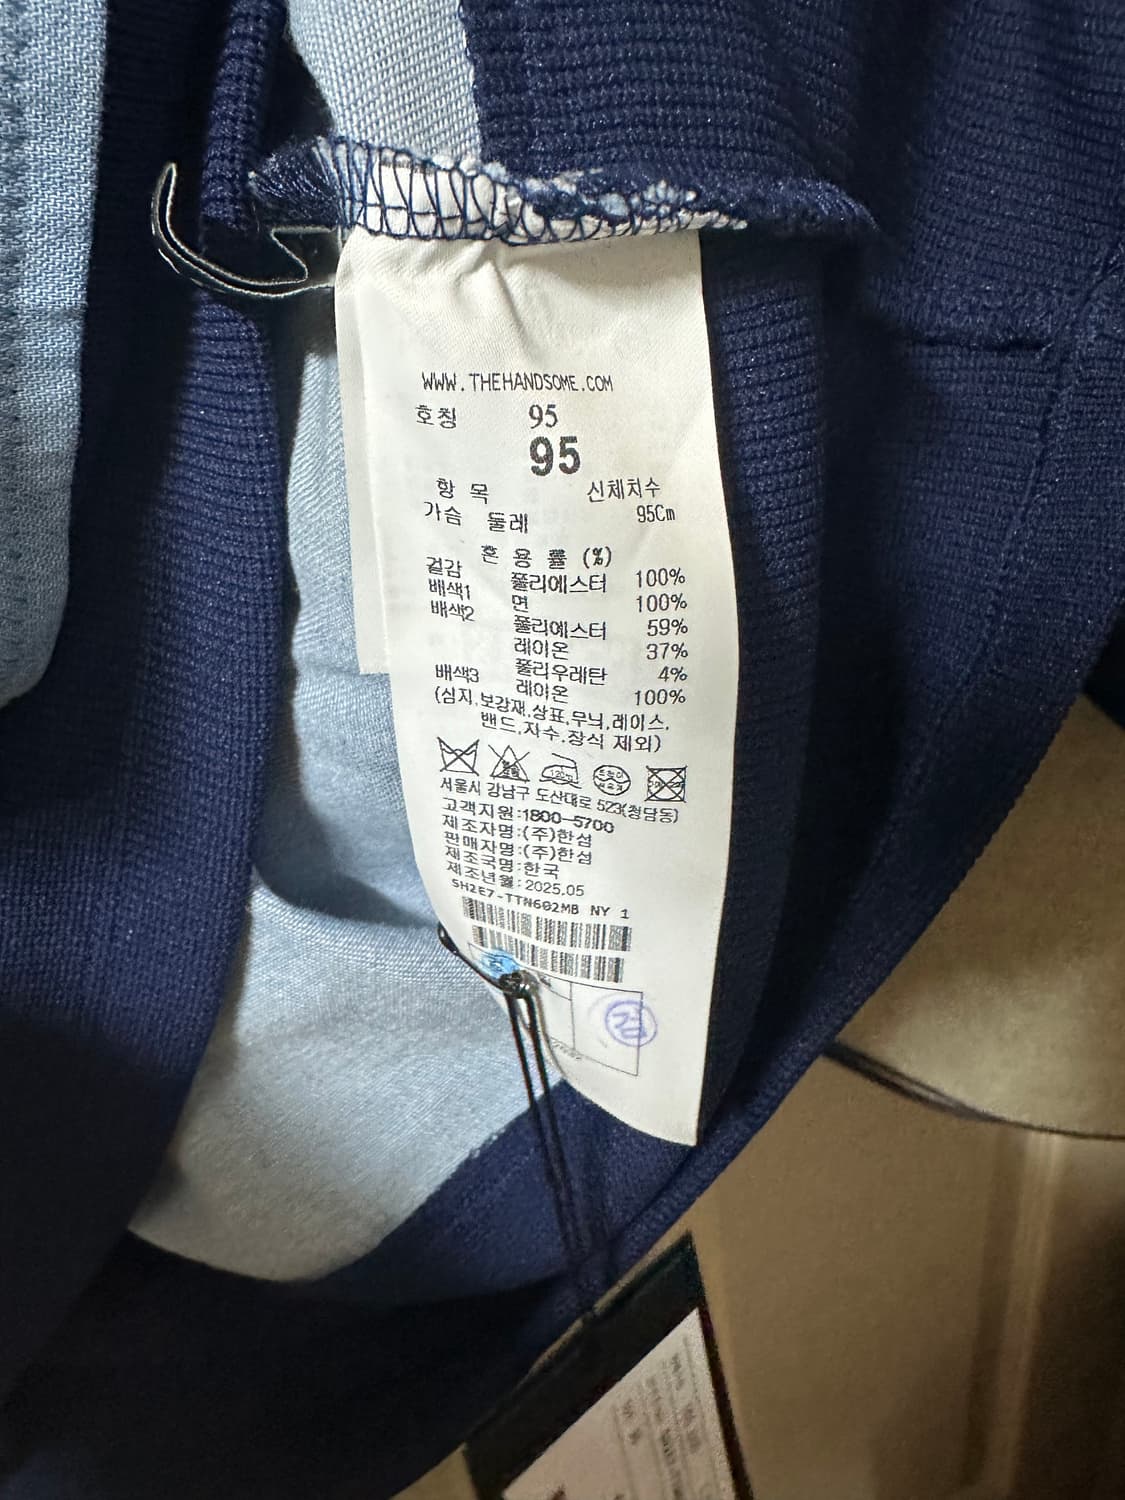 WWW.THEHANDSOME.COM
호칭 95
95
항 목 신체치수
가슴 둘레 95Cm
혼 용 률 (%)
겉감 폴리에스터 100%
배색1 면 100%
배색2 폴리에스터 59%
레이온 37%
폴리우레탄 4%
배색3 레이온 100%
(심지,보강재,상표,무늬,레이스,
밴드,자수,장식 제외)
120℃
서울시 강남구 도산대로 523(청담동)
고객지원:1800-5700
제조자명:(주)한섬
판매자명:(주)한섬
제조국명:한국
제조년월:2025.05
SH2E7-TTN602MB NY 1
검